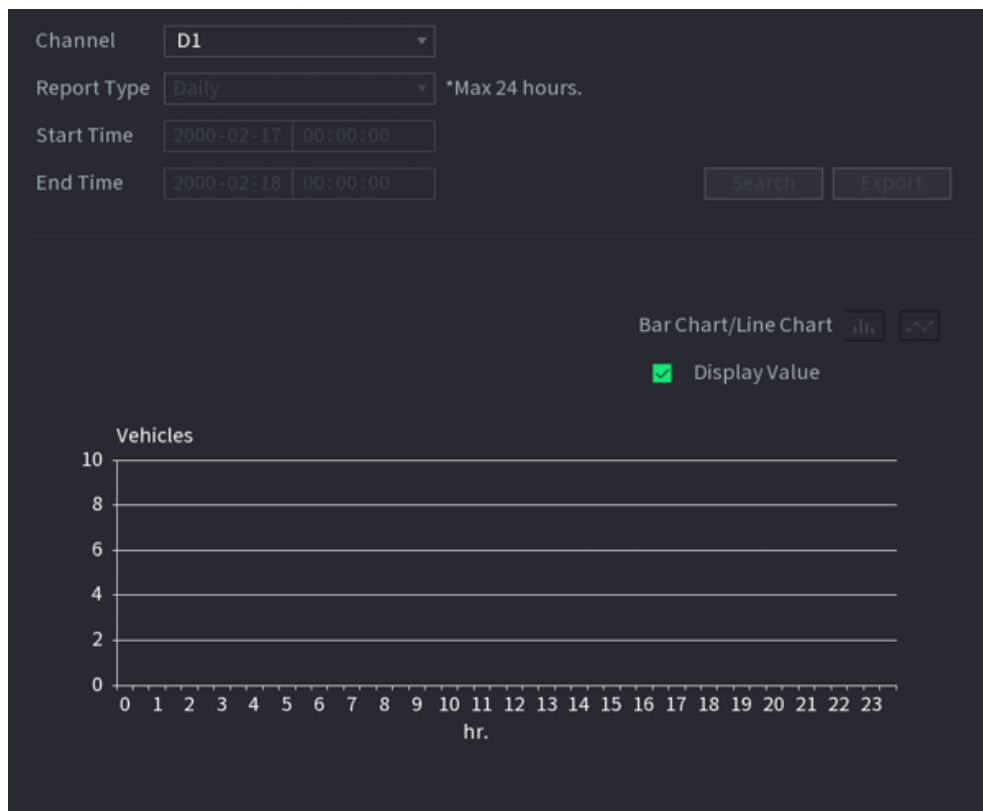 Channel D1
Report Type Daily *Max 24 hours.
Start Time 2000-02-17 00:00:00
End Time 2000-02-18 00:00:00 Search Export
Bar Chart/Line Chart
Display Value
Vehicles
10
8
6
4
2
0
0 1 2 3 4 5 6 7 8 9 10 11 12 13 14 15 16 17 18 19 20 21 22 23
hr.